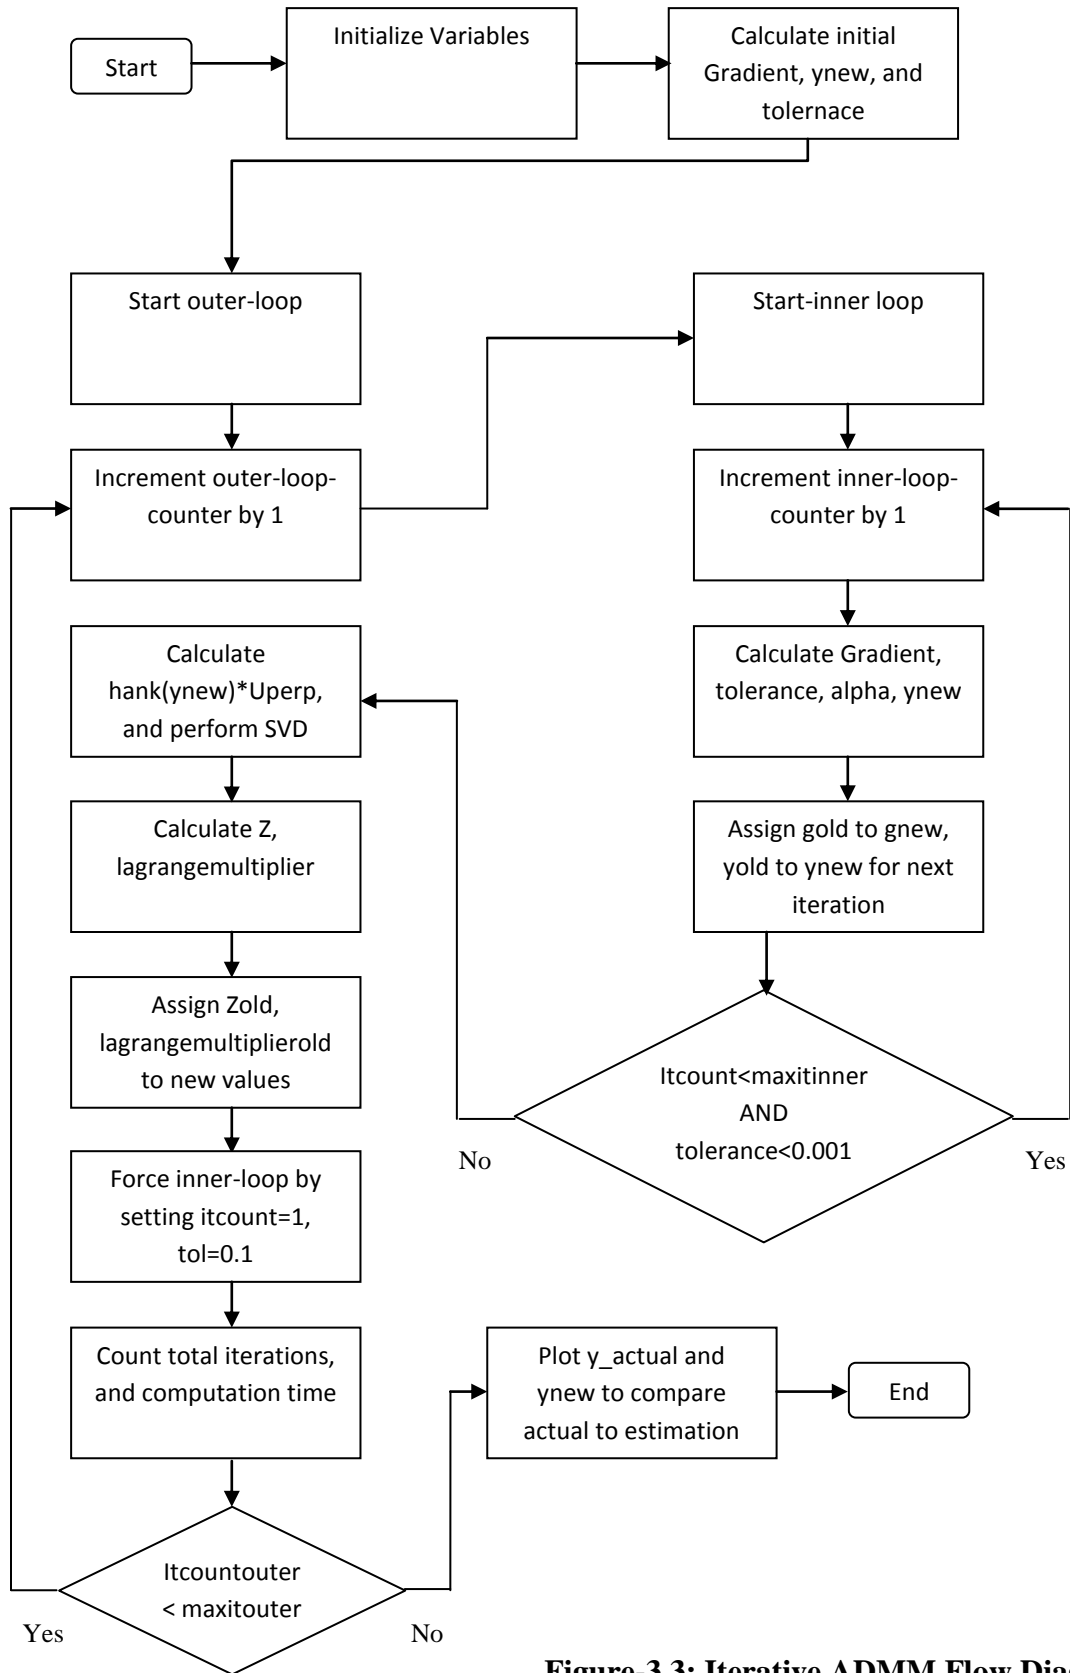 Start
Initialize Variables
Calculate initial
Gradient, ynew, and
tolernace
Start outer-loop
Start-inner loop
Increment outer-loop-
counter by 1
Increment inner-loop-
counter by 1
Calculate
hank(ynew)*Uperp,
and perform SVD
Calculate Gradient,
tolerance, alpha, ynew
Calculate Z,
lagrangemultiplier
Assign gold to gnew,
yold to ynew for next
iteration
Assign Zold,
lagrangemultiplierold
to new values
Itcount<maxitinner
AND
tolerance<0.001
No
Yes
Force inner-loop by
setting itcount=1,
tol=0.1
Count total iterations,
and computation time
Plot y_actual and
ynew to compare
actual to estimation
End
Itcountouter
< maxitouter
Yes
No
Figure-3.3: Iterative ADMM Flow Dia